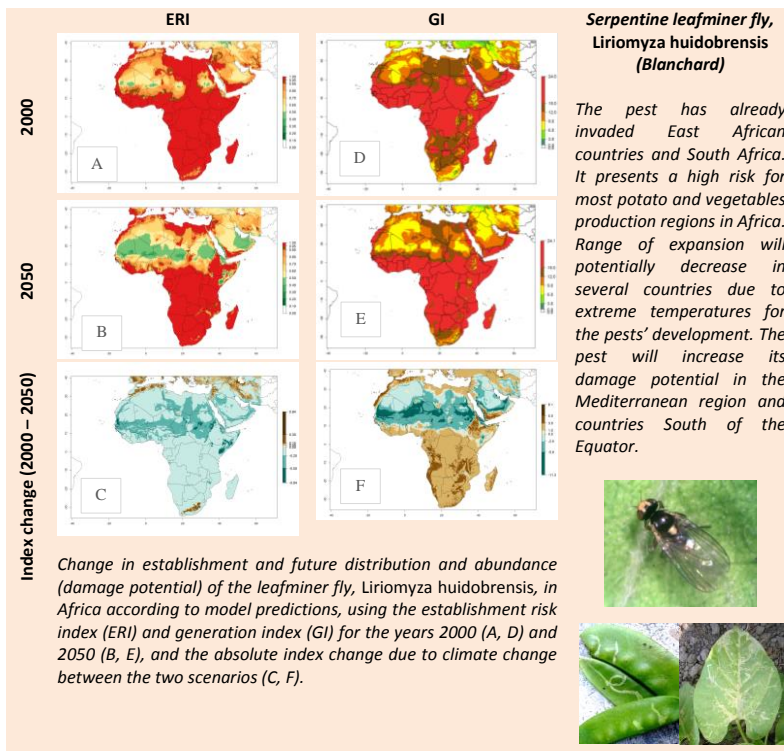 ERI
GI
2000
A
D
2050
B
E
Index change (2000 – 2050)
C
F
Change in establishment and future distribution and abundance
(damage potential) of the leafminer fly, Liriomyza huidobrensis, in
Africa according to model predictions, using the establishment risk
index (ERI) and generation index (GI) for the years 2000 (A, D) and
2050 (B, E), and the absolute index change due to climate change
between the two scenarios (C, F).
Serpentine leafminer fly,
Liriomyza huidobrensis
(Blanchard)
The pest has already
invaded East African
countries and South Africa.
It presents a high risk for
most potato and vegetables
production regions in Africa.
Range of expansion will
potentially decrease in
several countries due to
extreme temperatures for
the pests’ development. The
pest will increase its
damage potential in the
Mediterranean region and
countries South of the
Equator.